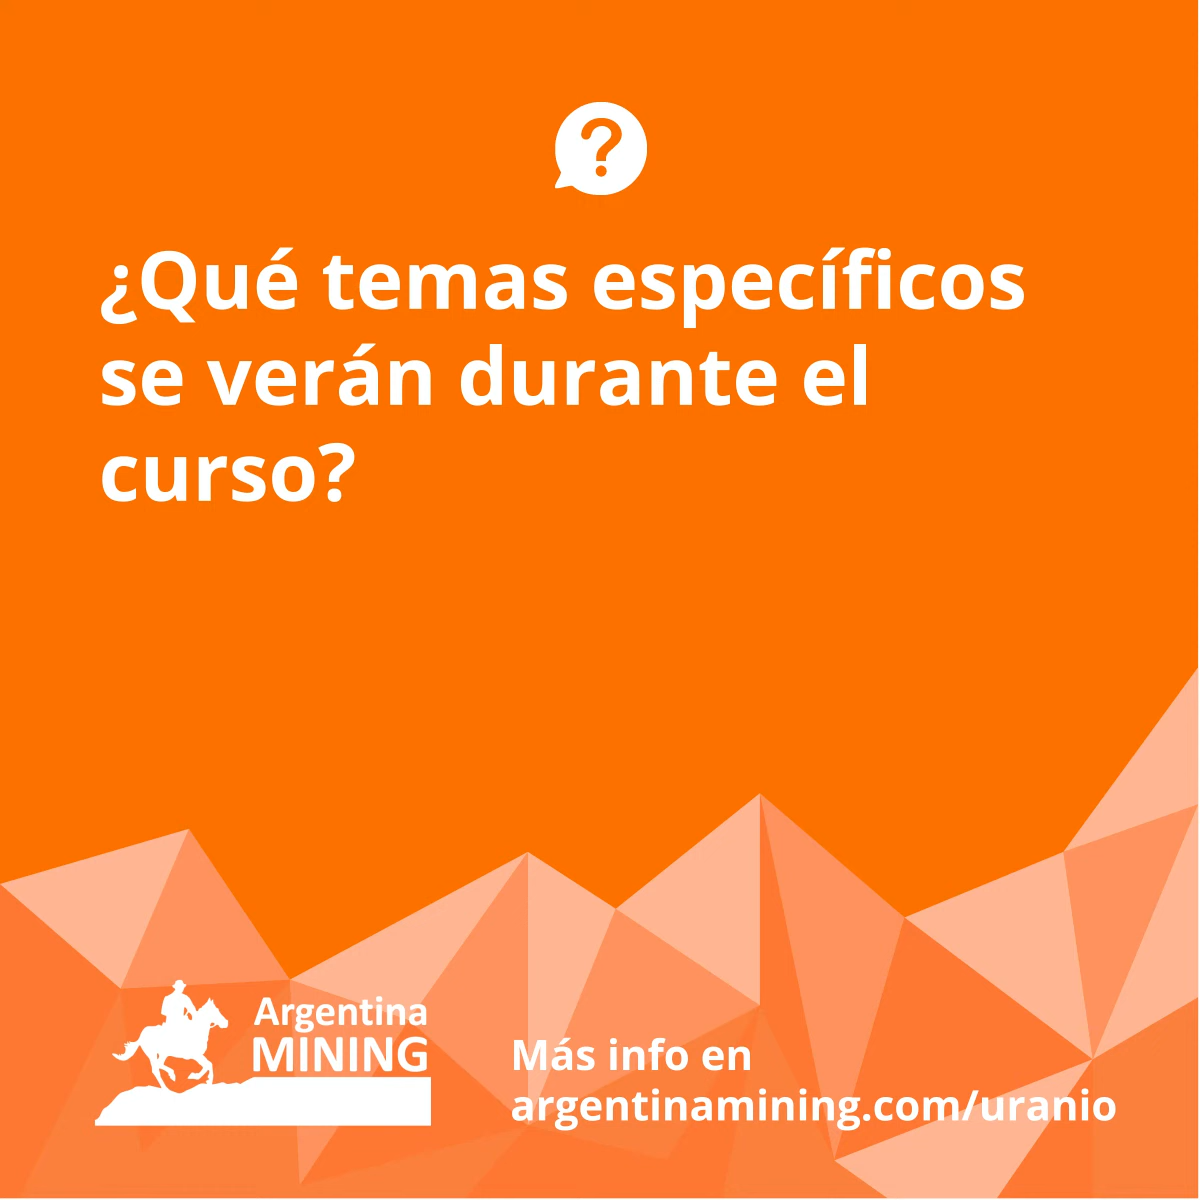 ¿Qué temas específicos
se verán durante el
curso?
Argentina
MINING
Más info en
argentinamining.com/uranio